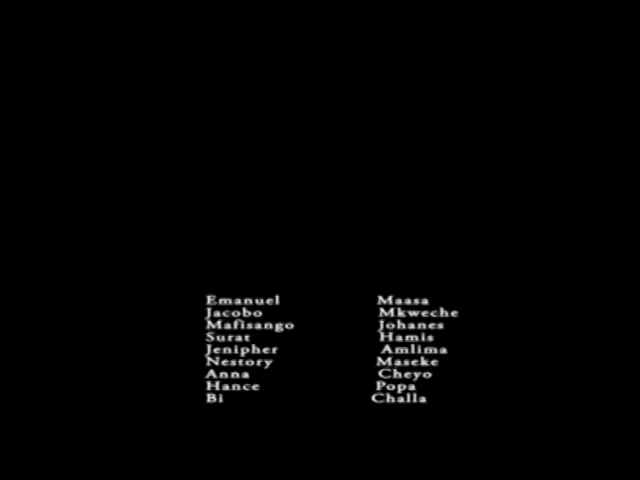 Emanuel Maasa
Jacobo Mkweche
Mafisango Johanes
Surat Hamis
Jenipher Amlima
Nestory Maseke
Anna Cheyo
Hance Popa
Bi Challa